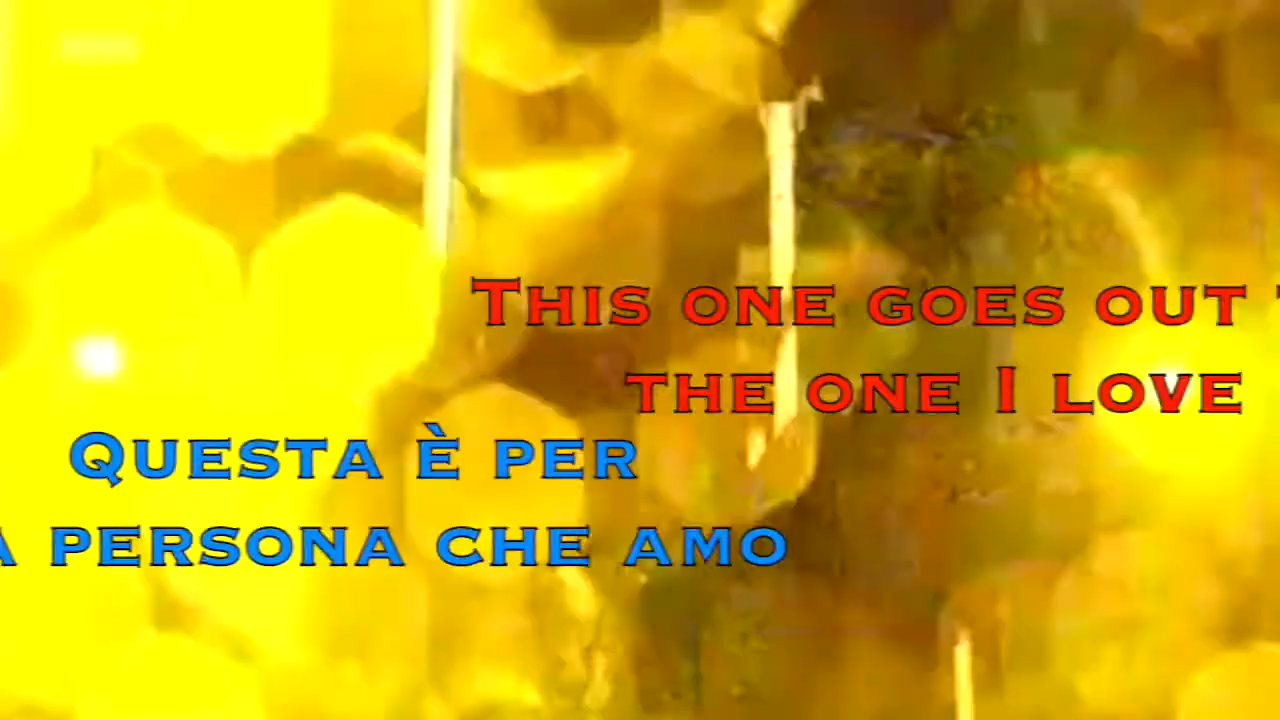 This one goes out
the one I love
Questa è per
persona che amo